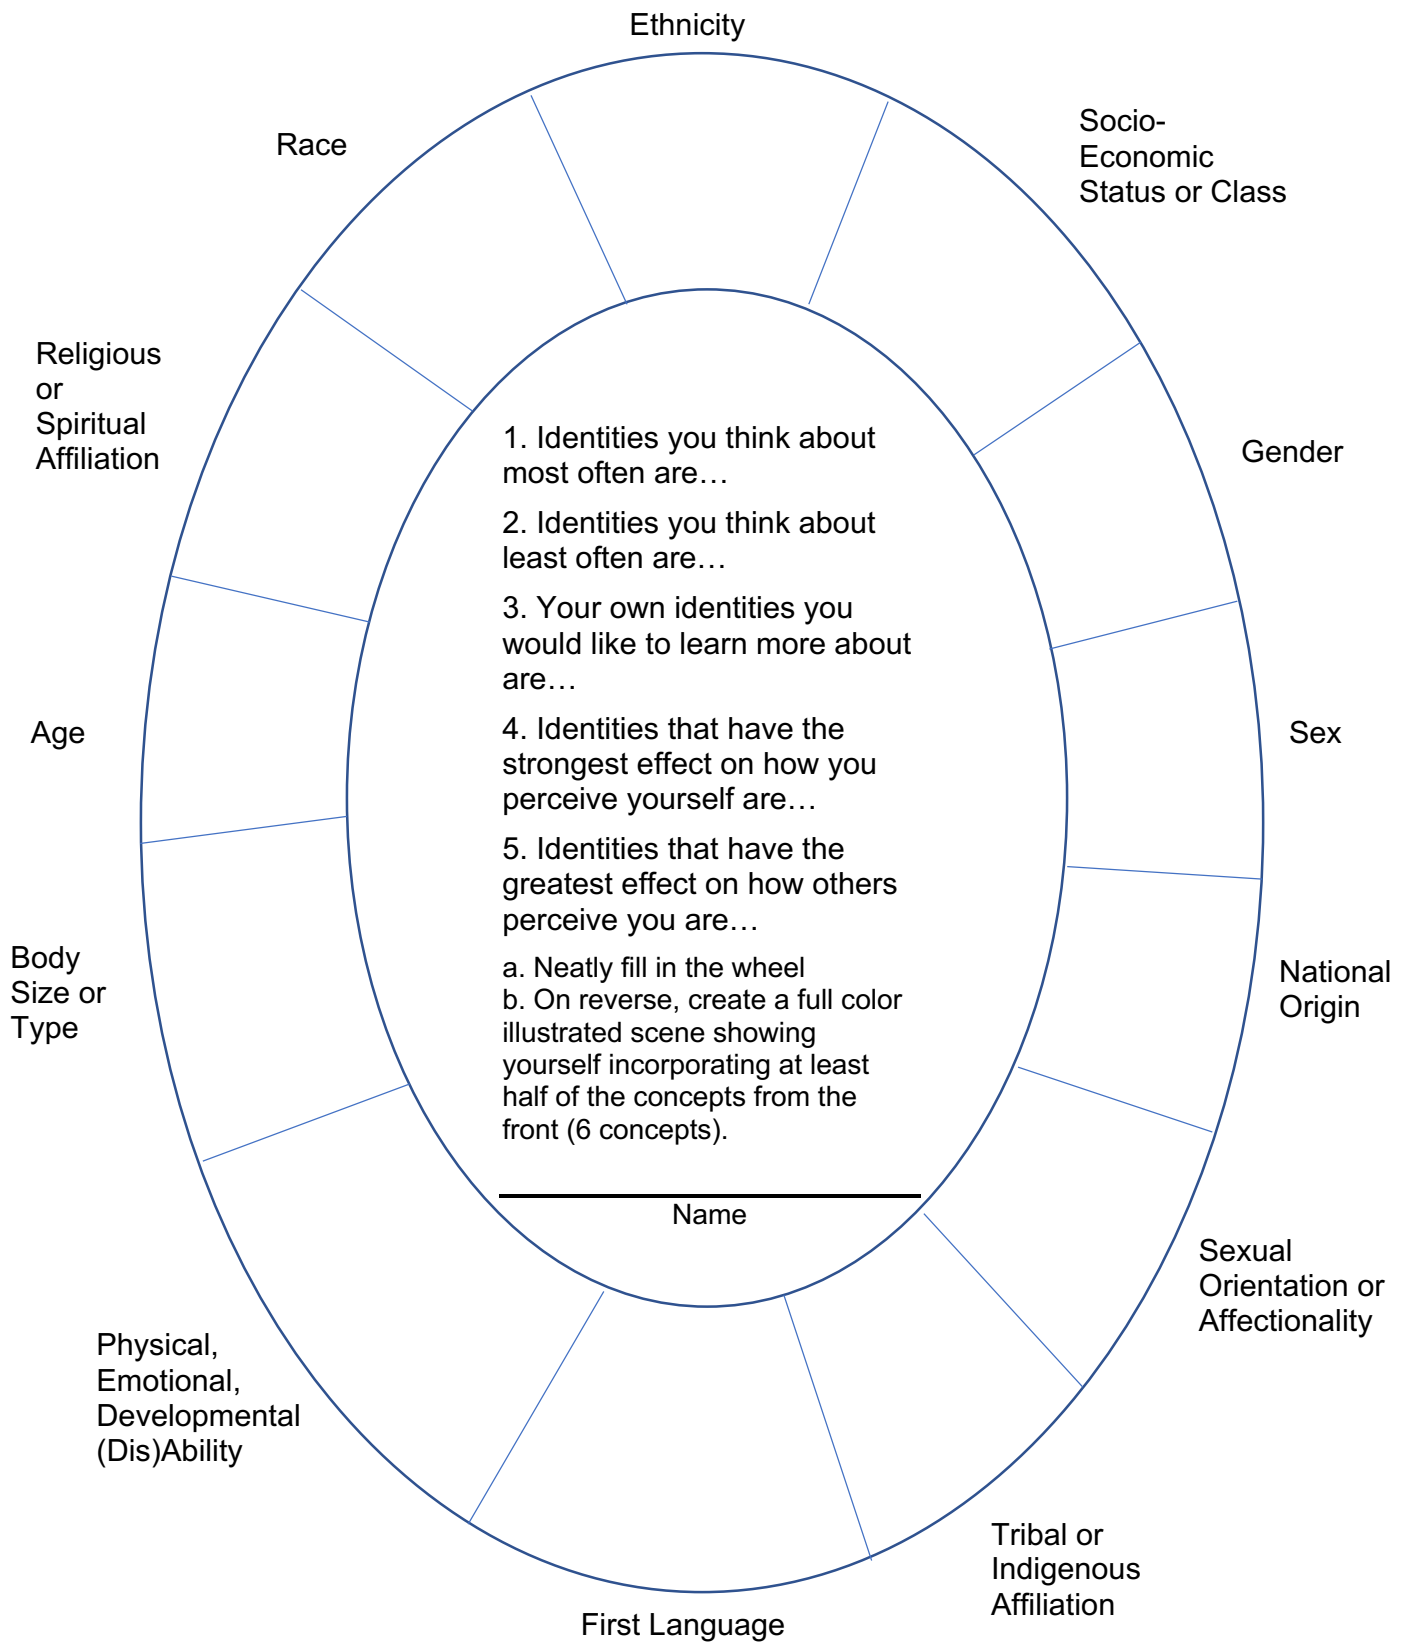 Ethnicity
Socio-
Economic
Status or Class
Race
Religious
or
Spiritual
Affiliation
Gender
1. Identities you think about
most often are…
2. Identities you think about
least often are…
3. Your own identities you
would like to learn more about
are…
4. Identities that have the
strongest effect on how you
perceive yourself are…
5. Identities that have the
greatest effect on how others
perceive you are…
a. Neatly fill in the wheel
b. On reverse, create a full color
illustrated scene showing
yourself incorporating at least
half of the concepts from the
front (6 concepts).
Name
Age
Sex
Body
Size or
Type
National
Origin
Sexual
Orientation or
Affectionality
Physical,
Emotional,
Developmental
(Dis)Ability
Tribal or
Indigenous
Affiliation
First Language